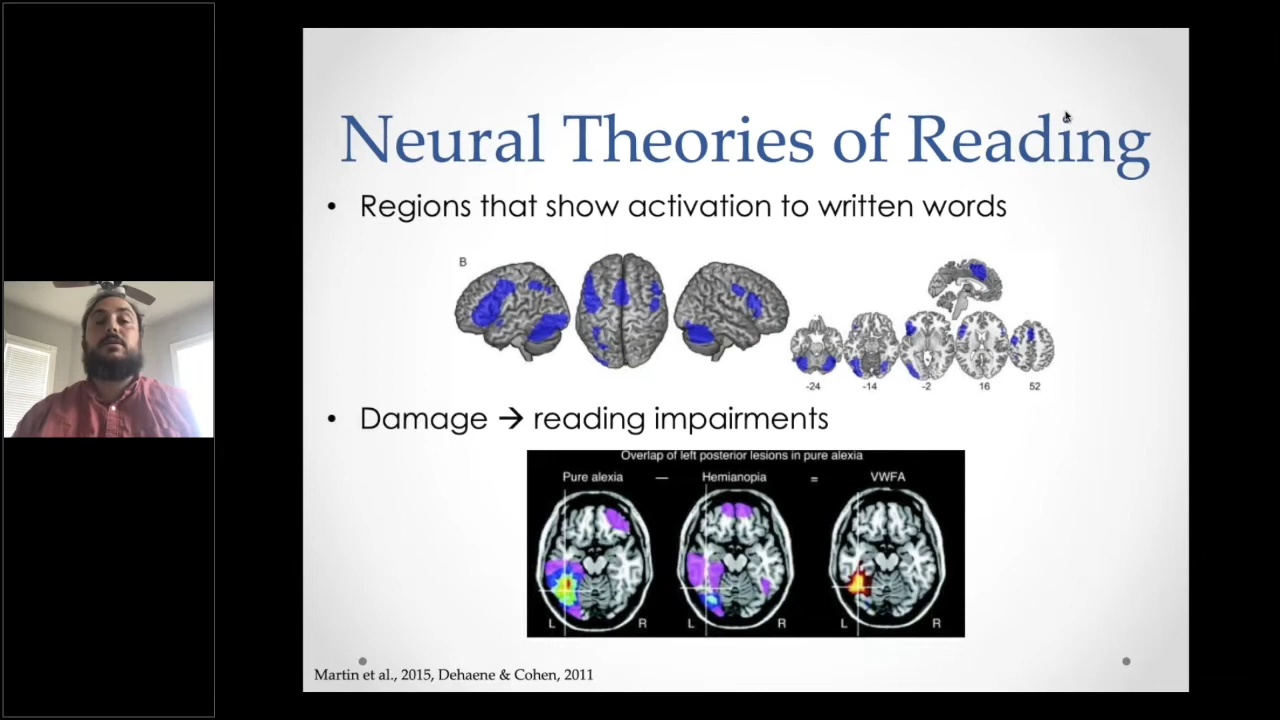 Neural Theories of Reading
• Regions that show activation to written words
B
-24 -14 -2 16 52
• Damage → reading impairments
Overlap of left posterior lesions in pure alexia
Pure alexia — Hemianopia = VWFA
L R L R L R
Martin et al., 2015, Dehaene & Cohen, 2011